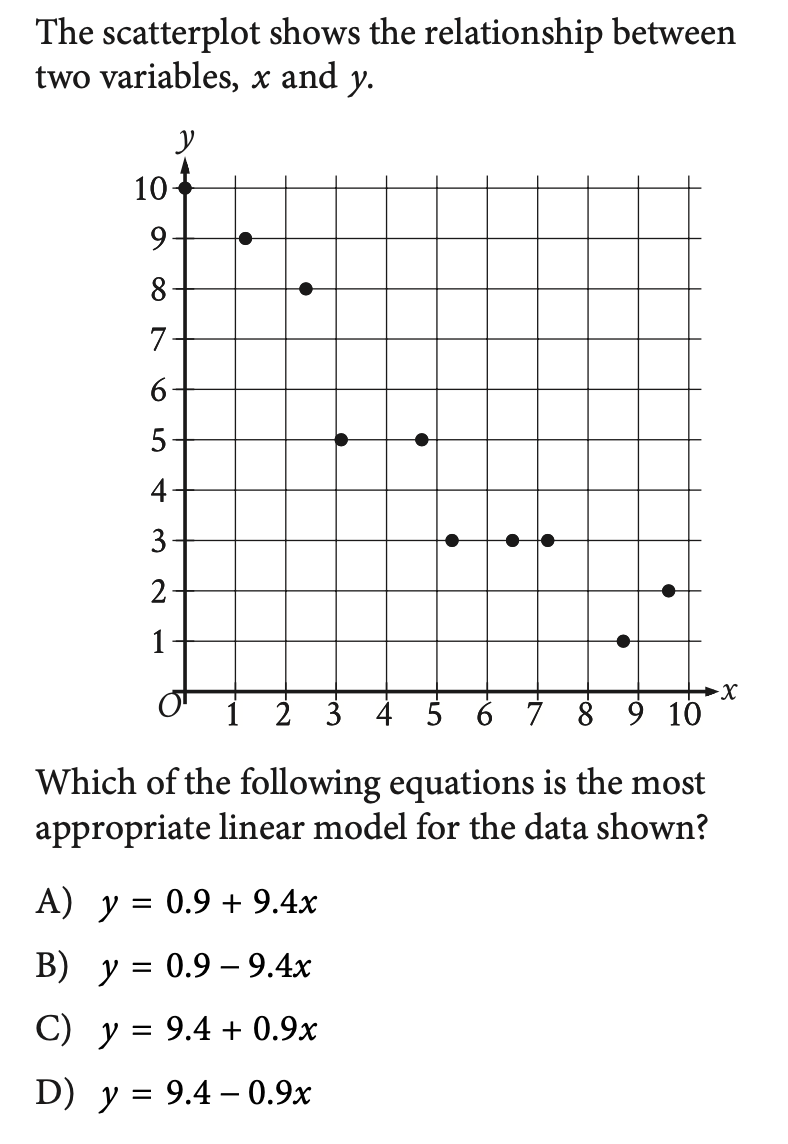 The scatterplot shows the relationship between
two variables, x and y.
y
10
9
8
7
6
5
4
3
2
1
O
1 2 3 4 5 6 7 8 9 10
x
Which of the following equations is the most
appropriate linear model for the data shown?
A) y = 0.9 + 9.4x
B) y = 0.9 – 9.4x
C) y = 9.4 + 0.9x
D) y = 9.4 – 0.9x